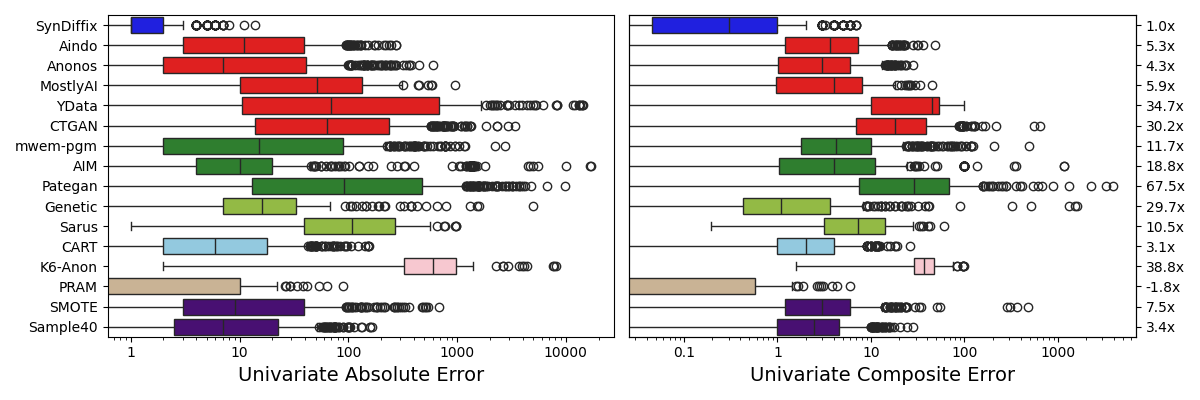 SynDiffix 1.0x
Aindo 5.3x
Anonos 4.3x
MostlyAI 5.9x
YData 34.7x
CTGAN 30.2x
mwem-pgm 11.7x
AIM 18.8x
Pategan 67.5x
Genetic 29.7x
Sarus 10.5x
CART 3.1x
K6-Anon 38.8x
PRAM -1.8x
SMOTE 7.5x
Sample40 3.4x
1 10 100 1000 10000 0.1 1 10 100 1000
Univariate Absolute Error Univariate Composite Error